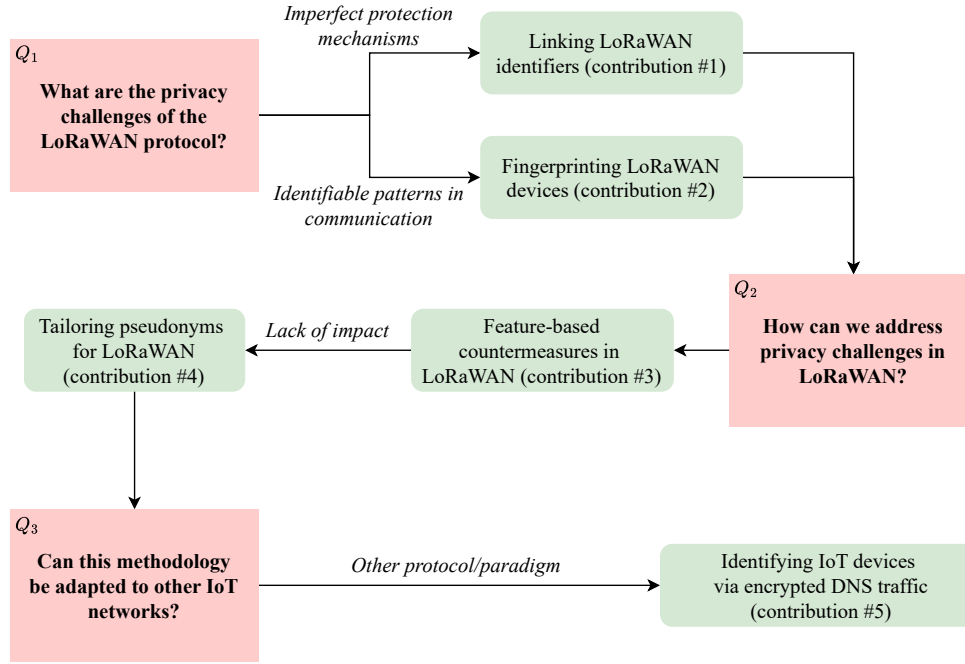 Q1
What are the privacy
challenges of the
LoRaWAN protocol?
Imperfect protection
mechanisms
Linking LoRaWAN
identifiers (contribution #1)
Identifiable patterns in
communication
Fingerprinting LoRaWAN
devices (contribution #2)
Q2
How can we address
privacy challenges in
LoRaWAN?
Feature-based
countermeasures in
LoRaWAN (contribution #3)
Lack of impact
Tailoring pseudonyms
for LoRaWAN
(contribution #4)
Q3
Can this methodology
be adapted to other IoT
networks?
Other protocol/paradigm
Identifying IoT devices
via encrypted DNS traffic
(contribution #5)